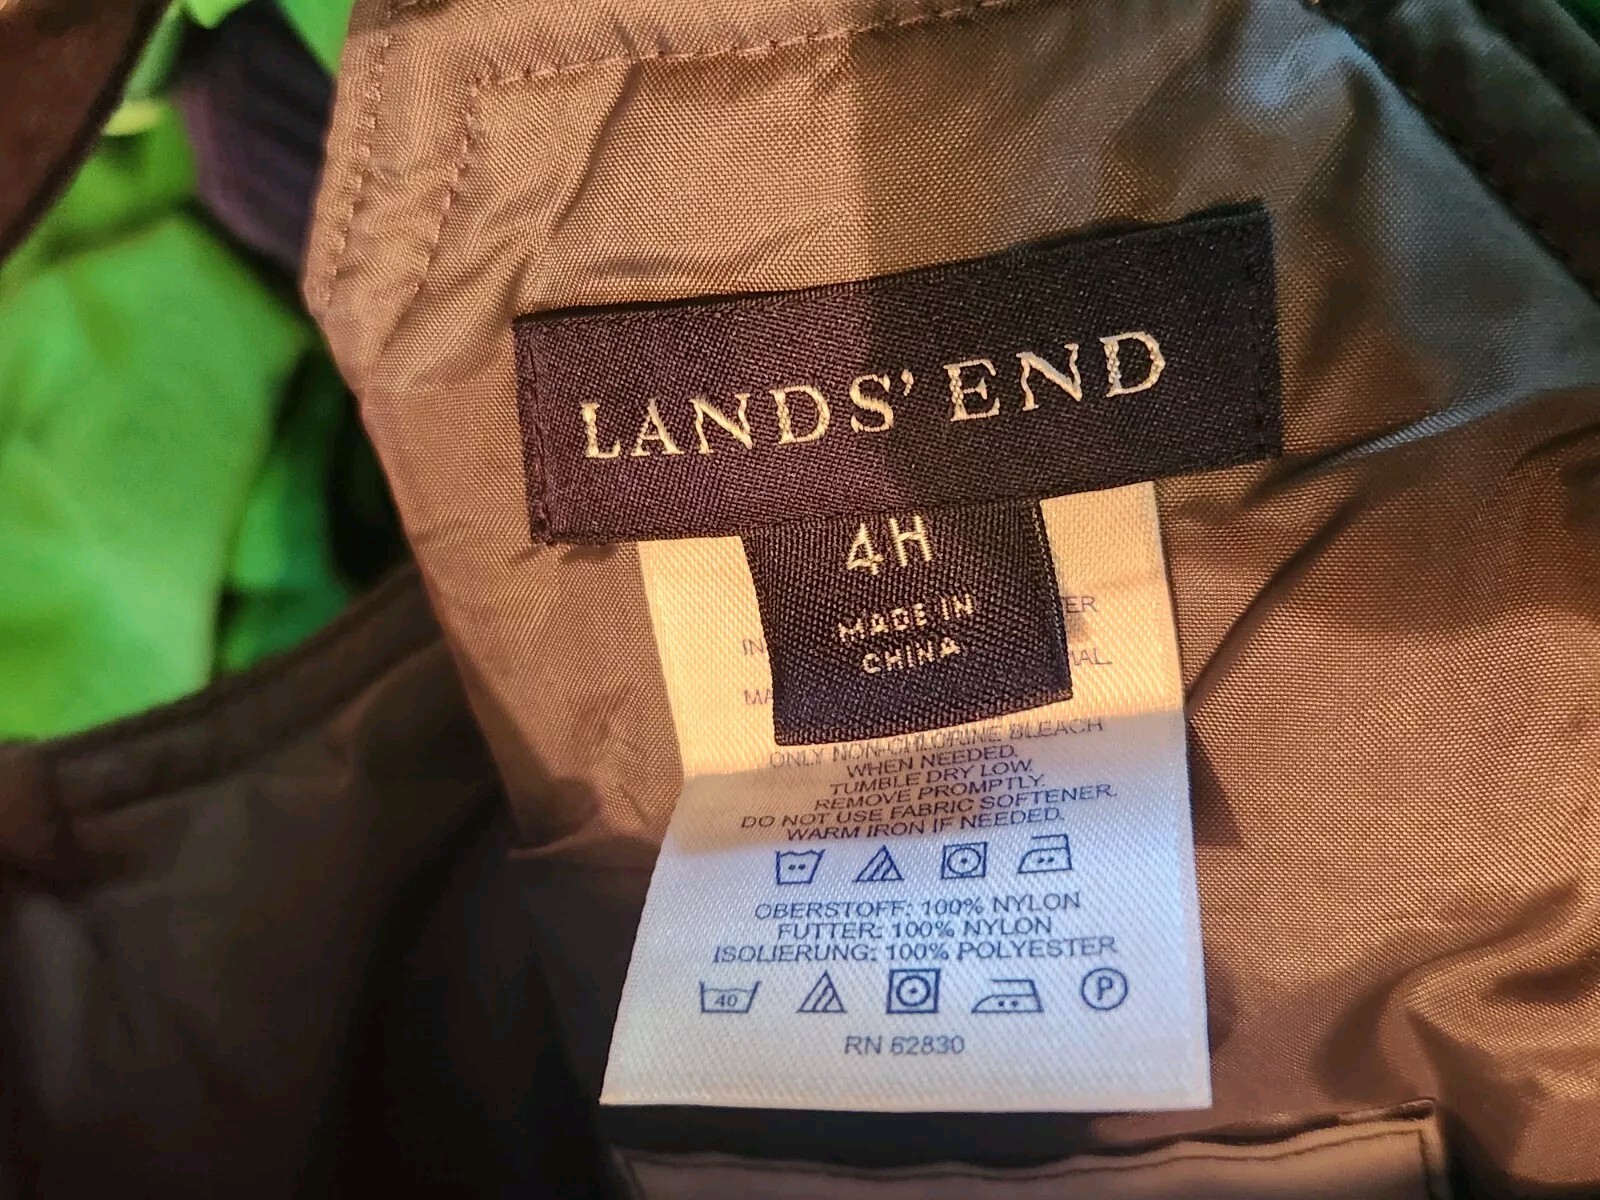 LANDS' END
4H
MADE IN
CHINA
ONLY NON-CHLORINE BLEACH
WHEN NEEDED.
TUMBLE DRY LOW.
REMOVE PROMPTLY.
DO NOT USE FABRIC SOFTENER.
WARM IRON IF NEEDED.
OBERSTOFF: 100% NYLON
FUTTER: 100% NYLON
ISOLIERUNG: 100% POLYESTER
40
P
RN 62830